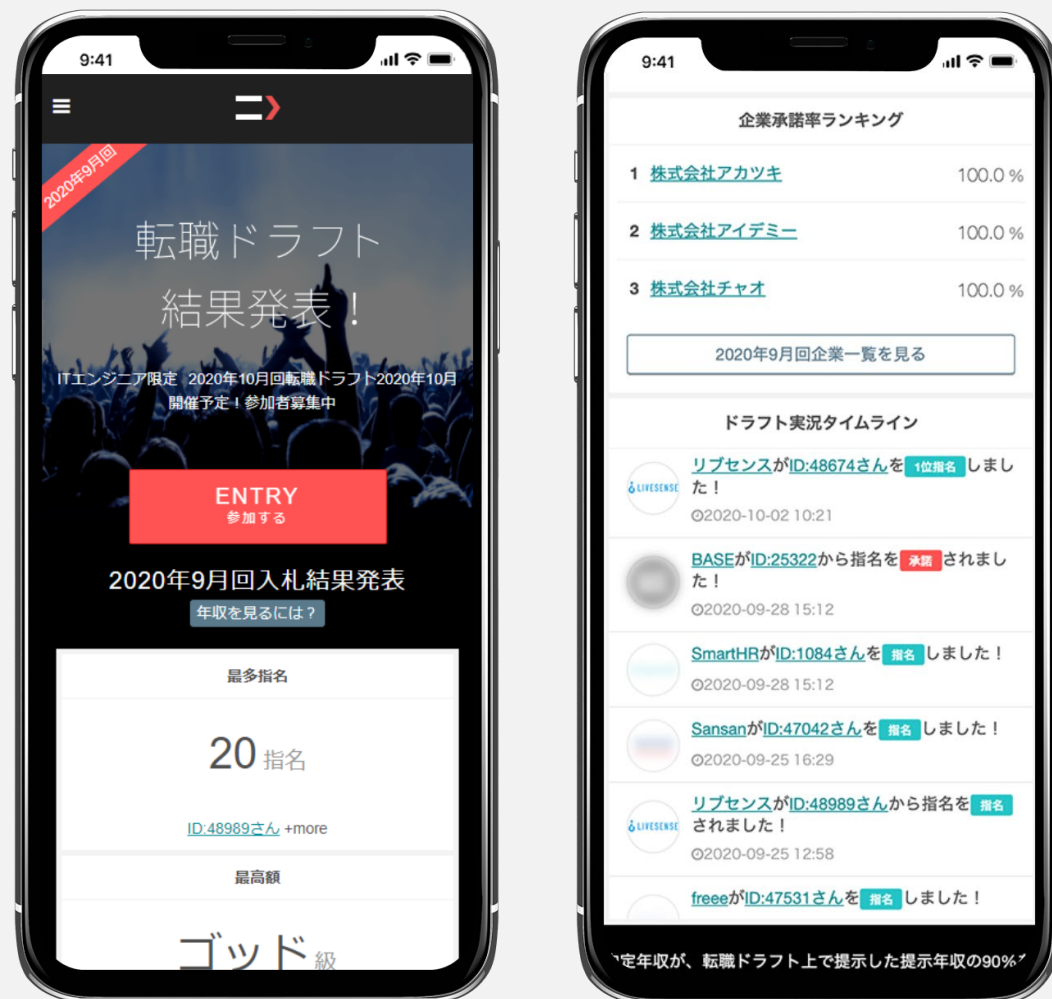 9:41
2020年9月回
転職ドラフト
結果発表！
ITエンジニア限定 2020年10月回転職ドラフト2020年10月
開催予定！参加者募集中
ENTRY
参加する
2020年9月回入札結果発表
年収を見るには？
最多指名
20 指名
ID:48989さん +more
最高額
ゴッド 級
9:41
企業承諾率ランキング
1 株式会社アカツキ 100.0 %
2 株式会社アイデミー 100.0 %
3 株式会社チャオ 100.0 %
2020年9月回企業一覧を見る
ドラフト実況タイムライン
LIVESENSE
リブセンスがID:48674さんを 1位指名 しまし
た！
2020-10-02 10:21
BASEがID:25322から指名を 承諾 されまし
た！
2020-09-28 15:12
SmartHRがID:1084さんを 指名 しました！
2020-09-28 15:12
SansanがID:47042さんを 指名 しました！
2020-09-25 16:29
LIVESENSE
リブセンスがID:48989さんから指名を 指名
されました！
2020-09-25 12:58
freeeがID:47531さんを 指名 しました！
定年収が、転職ドラフト上で提示した提示年収の90%